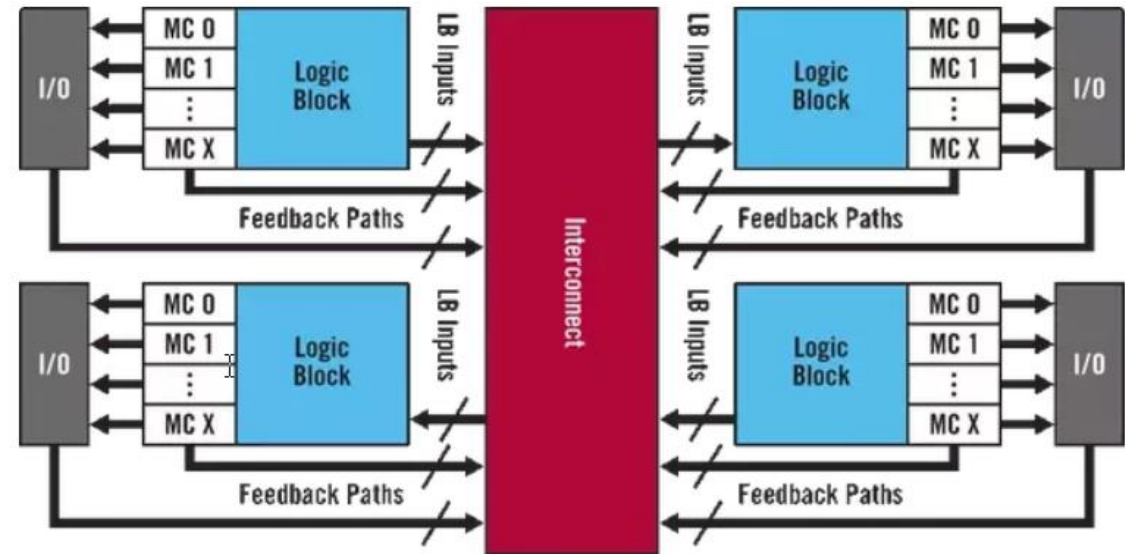 I/O
MC 0
MC 1
⋮
MC X
Logic
Block
LB Inputs
Feedback Paths
Interconnect
LB Inputs
Logic
Block
MC 0
MC 1
⋮
MC X
I/O
Feedback Paths
I/O
MC 0
MC 1
⋮
MC X
Logic
Block
LB Inputs
Feedback Paths
LB Inputs
Logic
Block
MC 0
MC 1
⋮
MC X
I/O
Feedback Paths